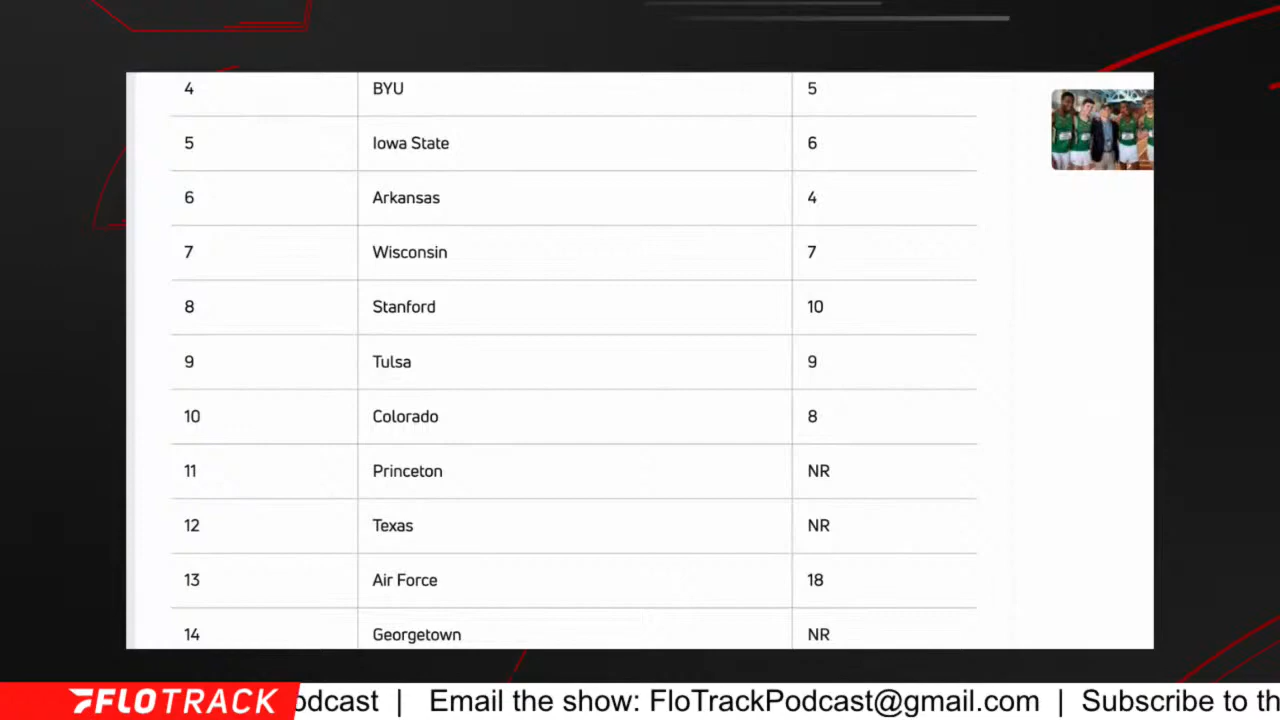 4 BYU 5
5 Iowa State 6
6 Arkansas 4
7 Wisconsin 7
8 Stanford 10
9 Tulsa 9
10 Colorado 8
11 Princeton NR
12 Texas NR
13 Air Force 18
14 Georgetown NR
FLOTRACK odcast | Email the show: FloTrackPodcast@gmail.com | Subscribe to th